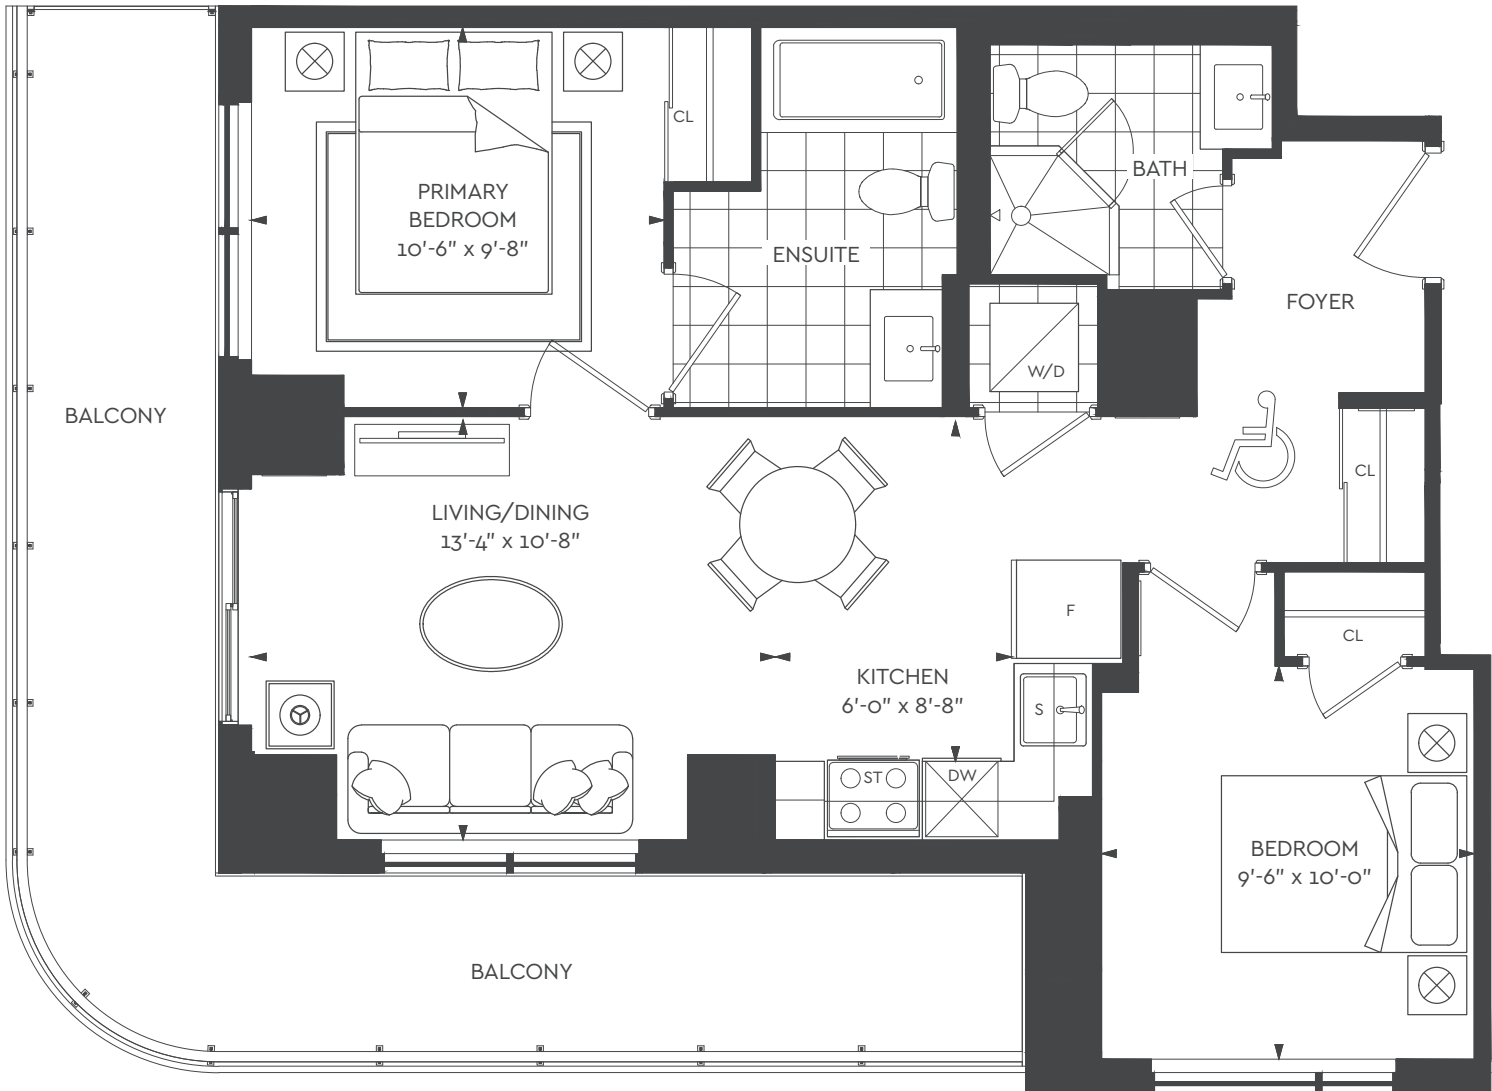 CL
PRIMARY
BEDROOM
10'-6" x 9'-8"
ENSUITE
BATH
FOYER
W/D
BALCONY
LIVING/DINING
13'-4" x 10'-8"
CL
F
CL
KITCHEN
6'-0" x 8'-8"
S
ST
DW
BEDROOM
9'-6" x 10'-0"
BALCONY